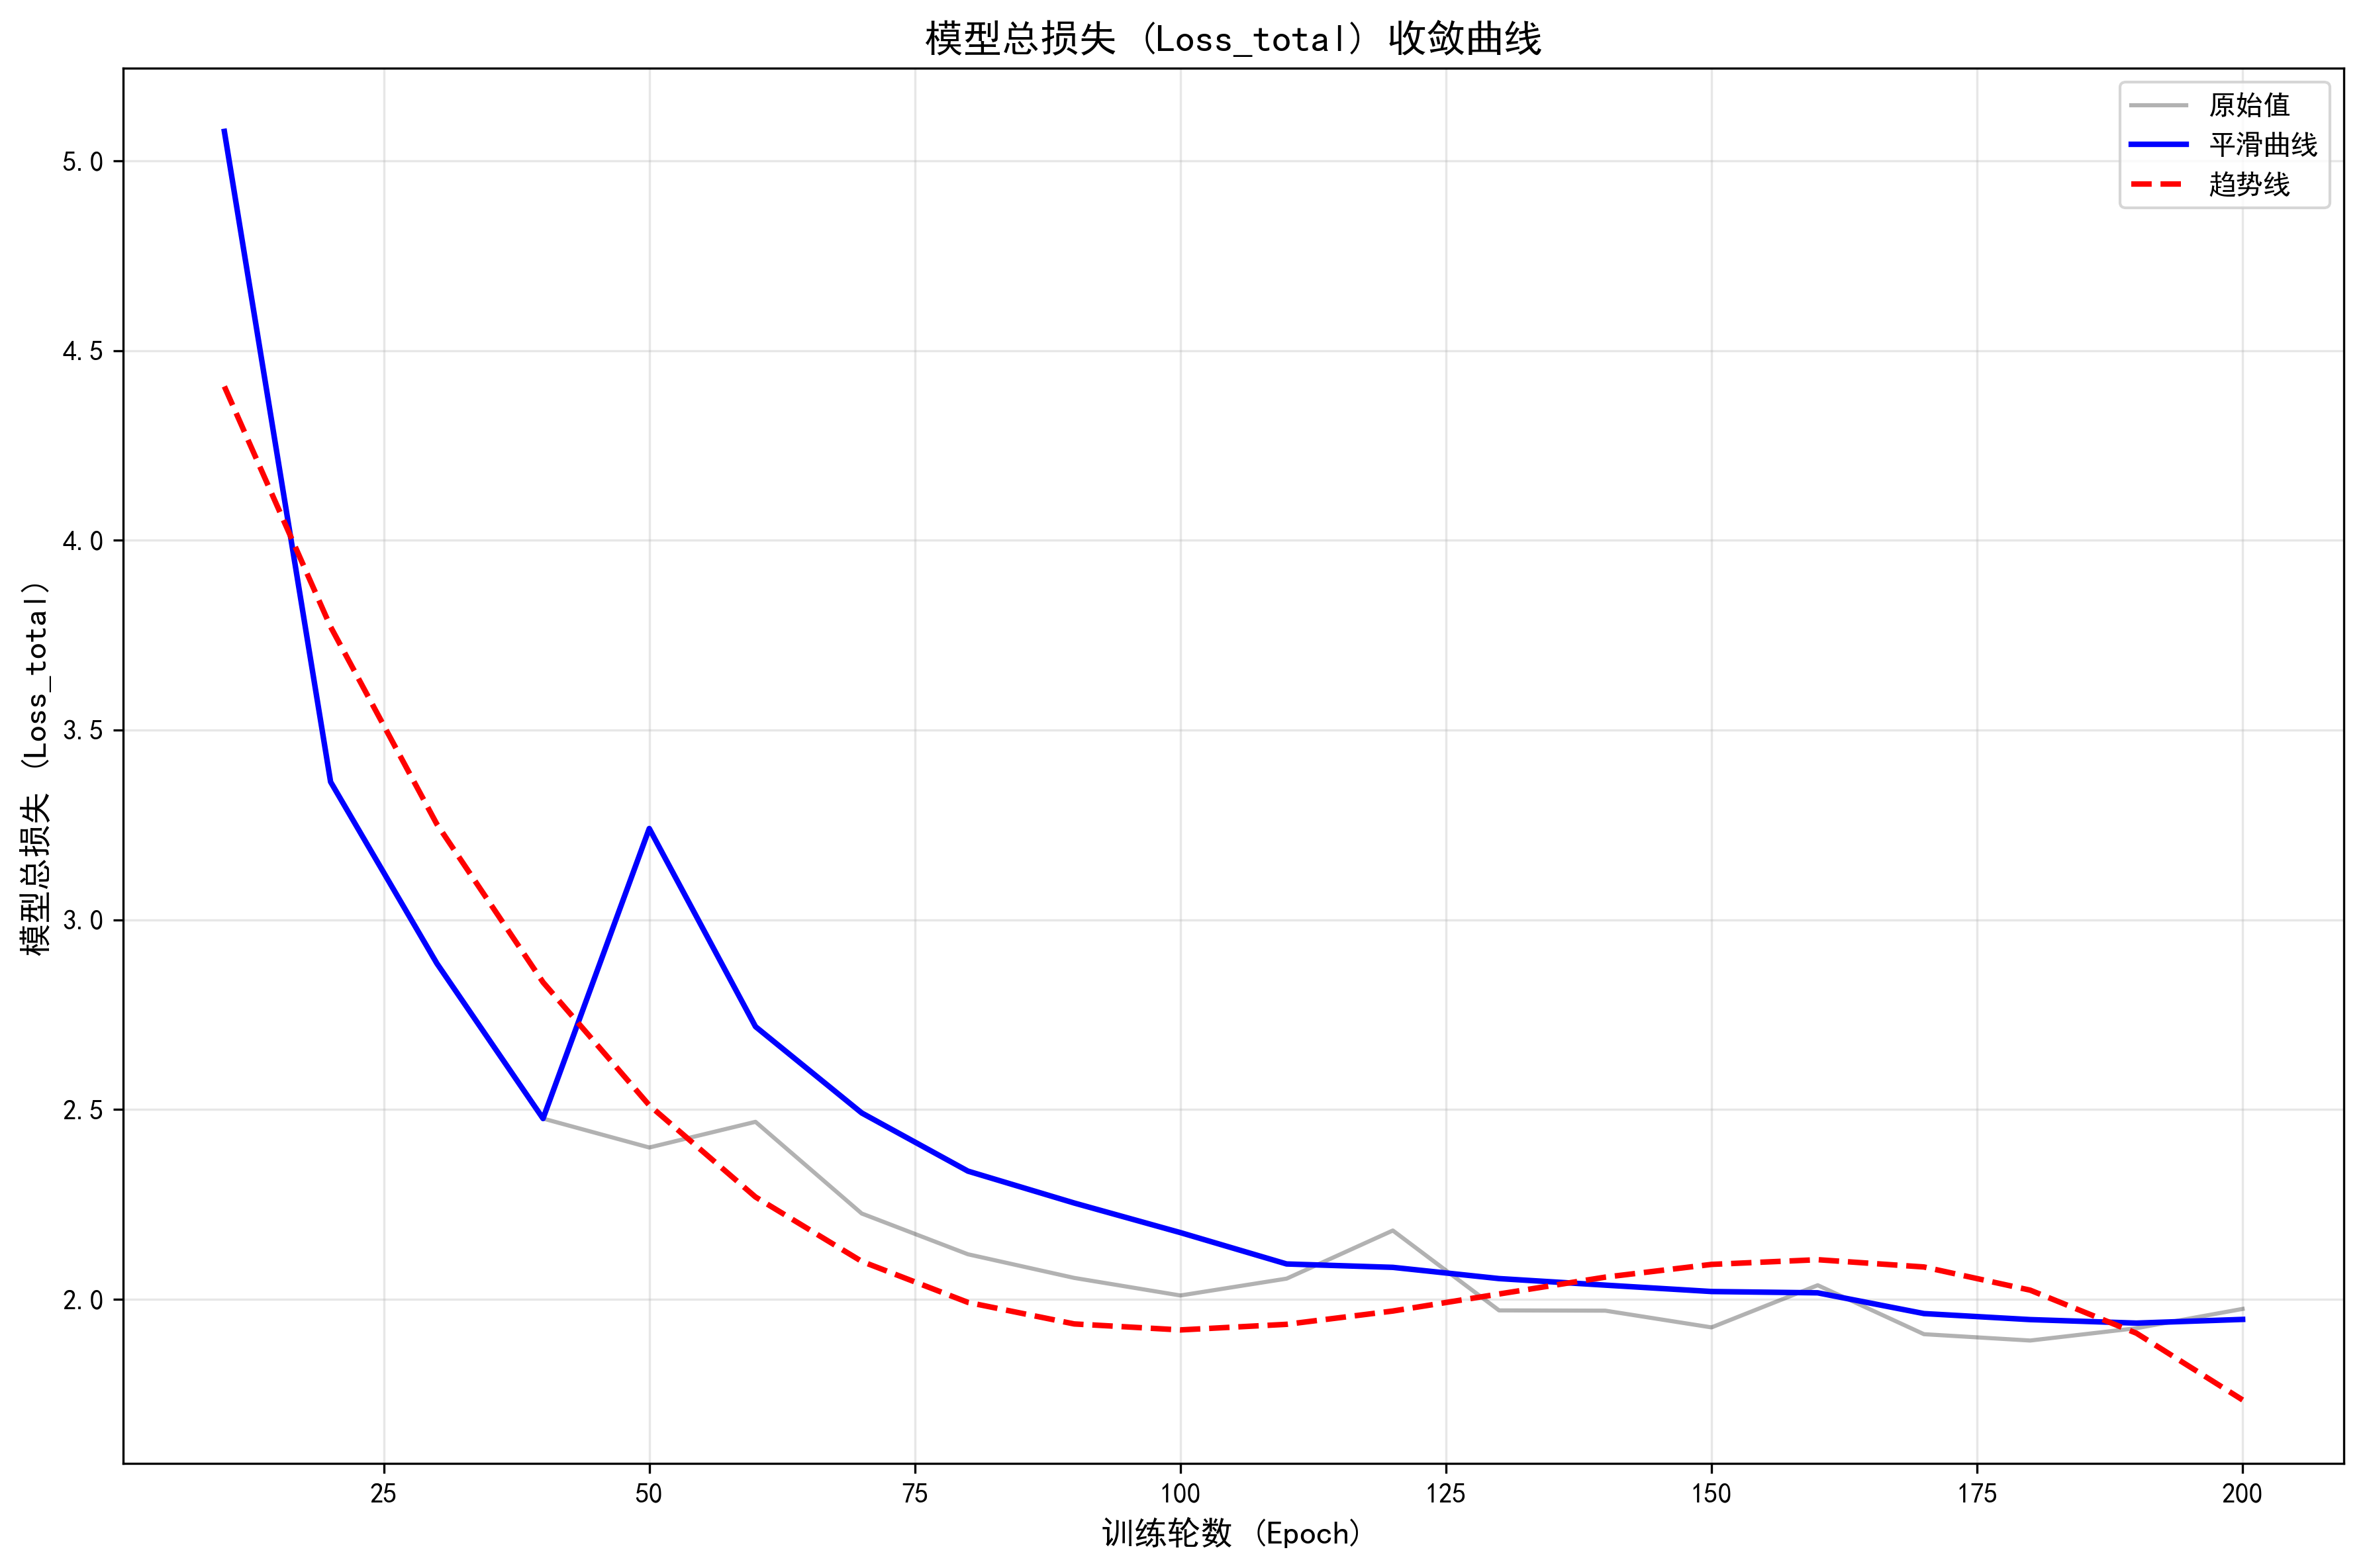 模型总损失 (Loss_total) 收敛曲线
原始值
平滑曲线
趋势线
模型总损失 (Loss_total)
5.0
4.5
4.0
3.5
3.0
2.5
2.0
25 50 75 100 125 150 175 200
训练轮数 (Epoch)